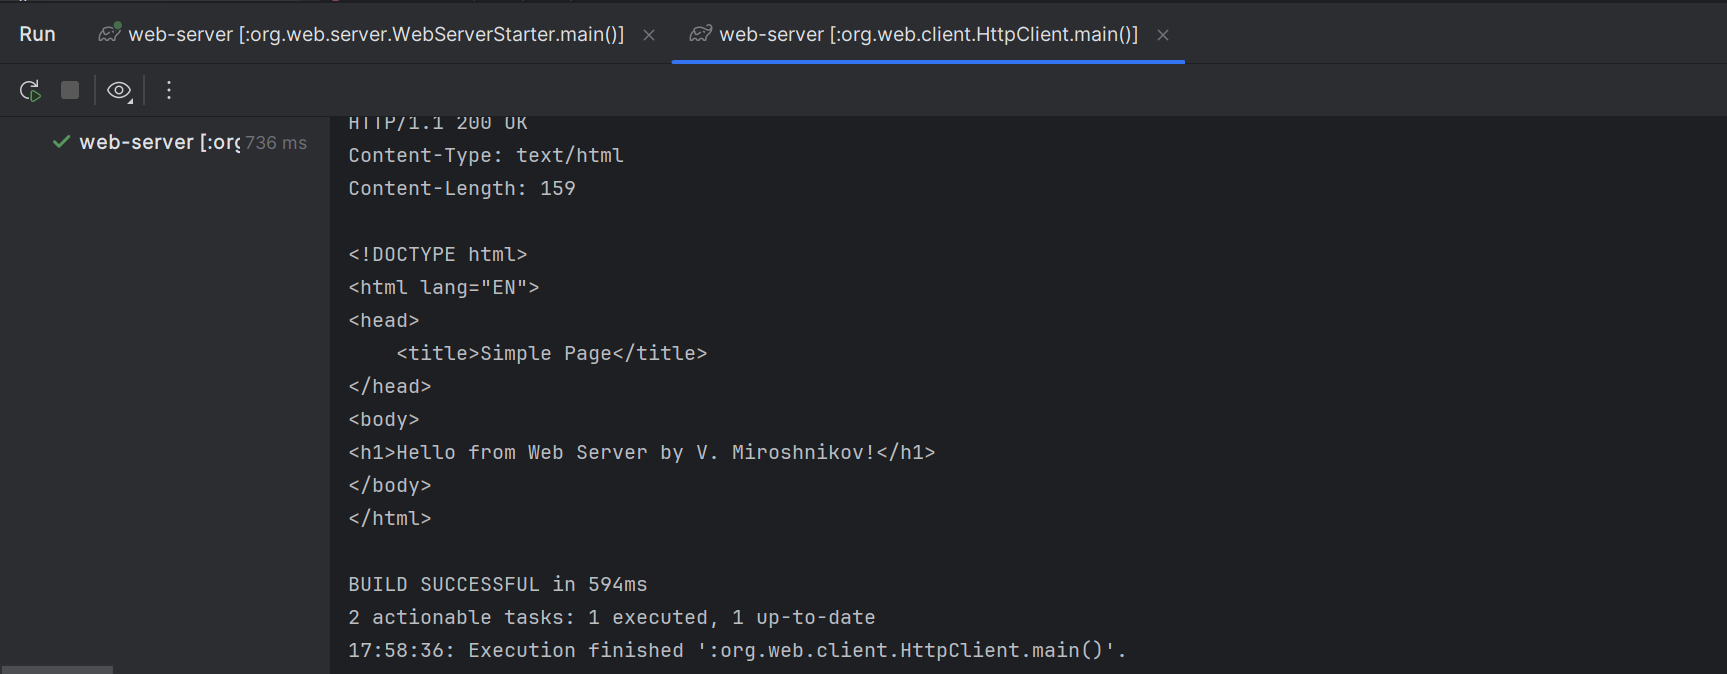 Run web-server [:org.web.server.WebServerStarter.main()] × web-server [:org.web.client.HttpClient.main()] ×
web-server [:org 736 ms
HTTP/1.1 200 OK
Content-Type: text/html
Content-Length: 159
<!DOCTYPE html>
<html lang="EN">
<head>
    <title>Simple Page</title>
</head>
<body>
<h1>Hello from Web Server by V. Miroshnikov!</h1>
</body>
</html>
BUILD SUCCESSFUL in 594ms
2 actionable tasks: 1 executed, 1 up-to-date
17:58:36: Execution finished ':org.web.client.HttpClient.main()'.